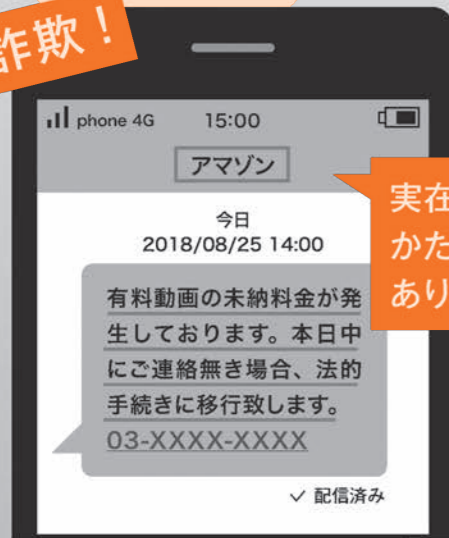 詐欺！
phone 4G 15:00
アマゾン
今日
2018/08/25 14:00
実在
かた
あり
有料動画の未納料金が発
生しております。本日中
にご連絡無き場合、法的
手続きに移行致します。
03-XXXX-XXXX
✓ 配信済み